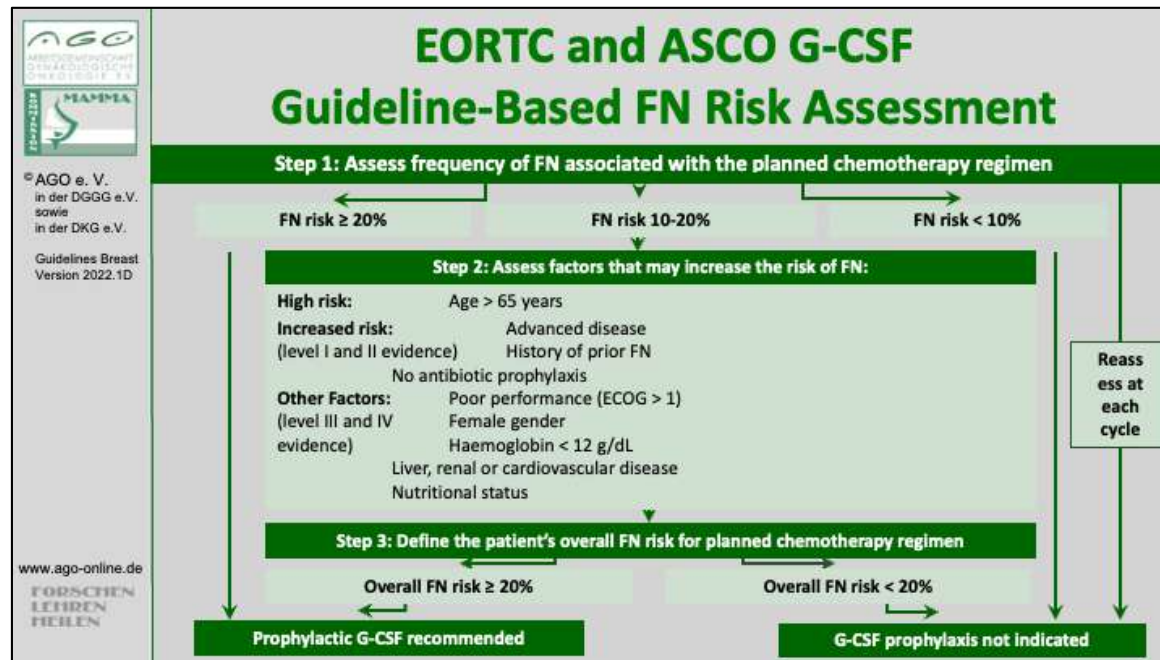 AGO
ARBEITSGEMEINSCHAFT
GYNÄKOLOGISCHE
ONKOLOGIE E.V.
KOMMISSION
MAMMA
© AGO e. V.
in der DGGG e.V.
sowie
in der DKG e.V.
Guidelines Breast
Version 2022.1D
www.ago-online.de
FORSCHEN
LEHREN
HEILEN
EORTC and ASCO G-CSF
Guideline-Based FN Risk Assessment
Step 1: Assess frequency of FN associated with the planned chemotherapy regimen
FN risk ≥ 20%
FN risk 10-20%
FN risk < 10%
Step 2: Assess factors that may increase the risk of FN:
High risk: Age > 65 years
Increased risk: Advanced disease
(level I and II evidence) History of prior FN
No antibiotic prophylaxis
Other Factors: Poor performance (ECOG > 1)
(level III and IV Female gender
evidence) Haemoglobin < 12 g/dL
Liver, renal or cardiovascular disease
Nutritional status
Reass
ess at
each
cycle
Step 3: Define the patient's overall FN risk for planned chemotherapy regimen
Overall FN risk ≥ 20%
Overall FN risk < 20%
Prophylactic G-CSF recommended
G-CSF prophylaxis not indicated